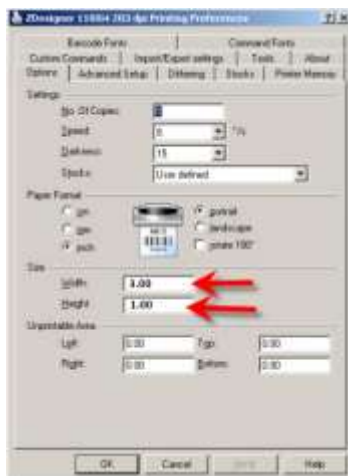 ZDesigner 110Xi4 203 dpi Printing Preferences
Barcode Fonts Command Fonts
Custom Commands Import/Export settings Tools About
Options Advanced Setup Dithering Stocks Printer Memory
Settings
No. Of Copies:
Speed: "/s
Darkness: 15
Stocks: User defined
Paper Format
cm portrait
mm landscape
inch rotate 180°
Size
Width: 3.00
Height: 1.00
Unprintable Area
Left: 0.00 Top: 0.00
Right: 0.00 Bottom: 0.00
OK Cancel Apply Help